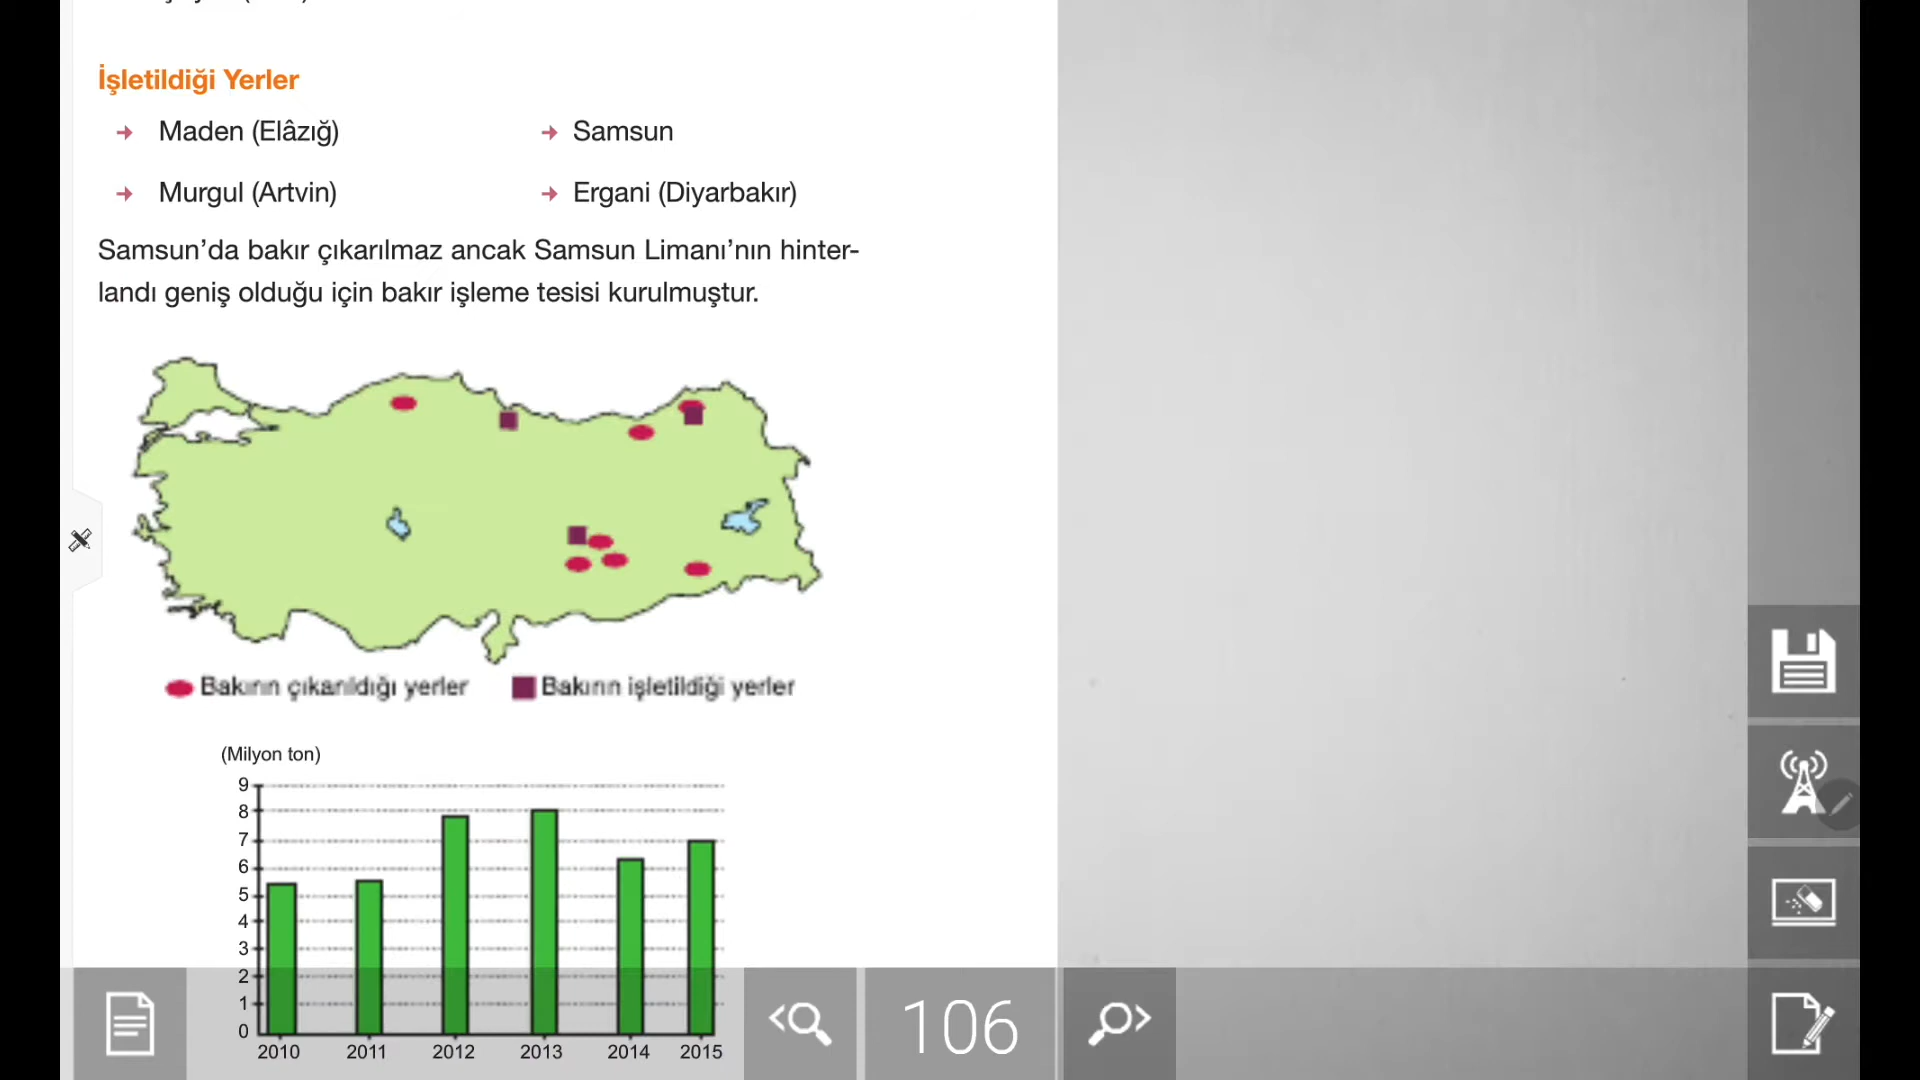 İşletildiği Yerler
→ Maden (Elâzığ)
→ Samsun
→ Murgul (Artvin)
→ Ergani (Diyarbakır)
Samsun’da bakır çıkarılmaz ancak Samsun Limanı’nın hinter-
landı geniş olduğu için bakır işleme tesisi kurulmuştur.
Bakırın çıkarıldığı yerler
Bakırın işletildiği yerler
(Milyon ton)
9
8
7
6
5
4
3
2
1
0
2010 2011 2012 2013 2014 2015
106